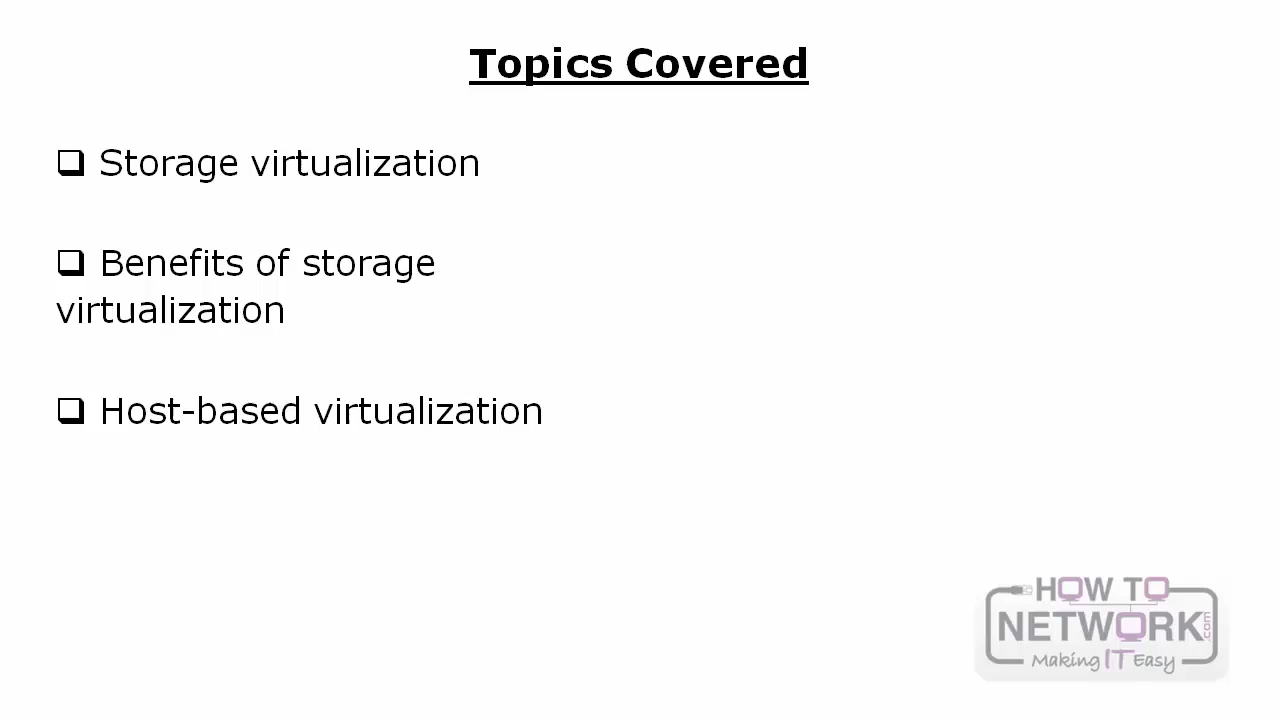 Topics Covered
❑ Storage virtualization
❑ Benefits of storage
virtualization
❑ Host-based virtualization
HOW TO
NETWORK.com
Making IT Easy